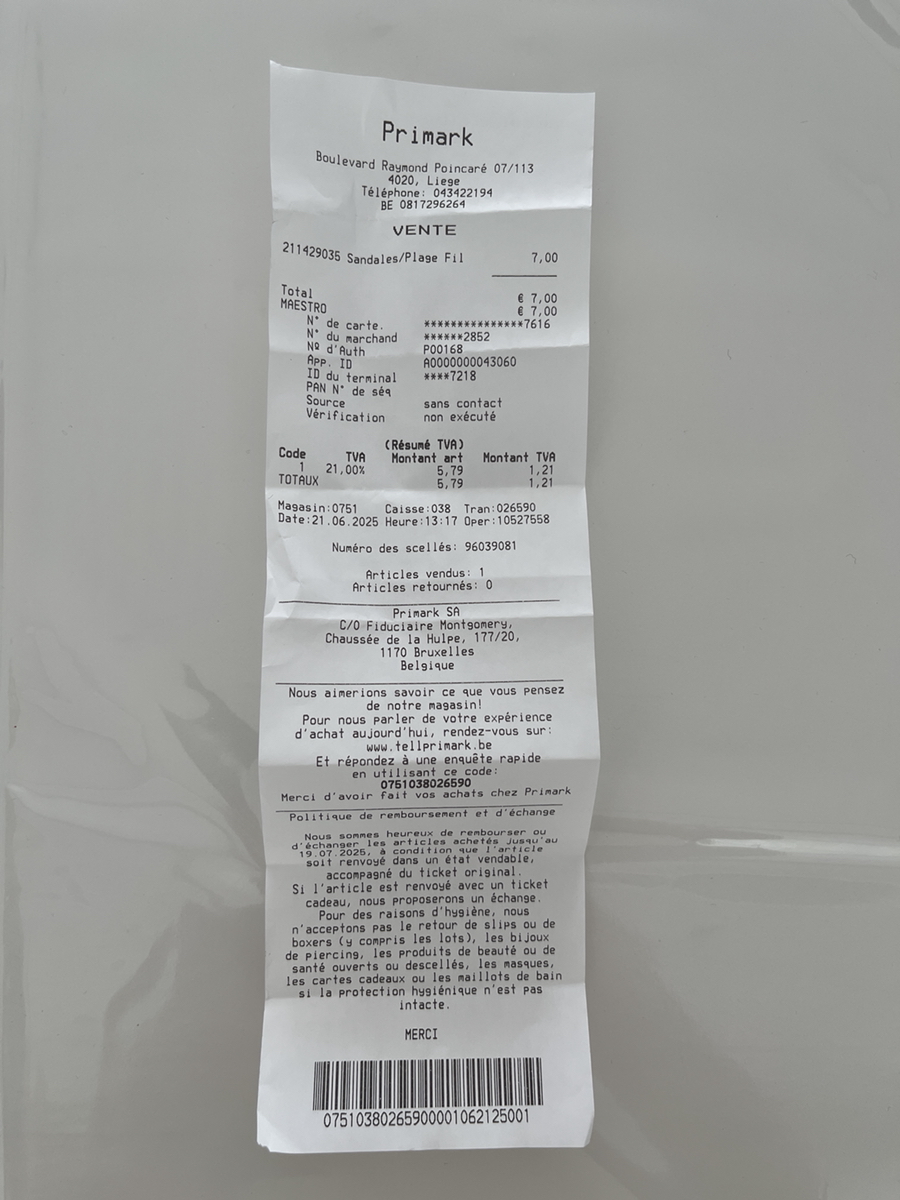 Primark
Boulevard Raymond Poincaré 07/113
4020, Liege
Téléphone: 043422194
BE 0817296264
VENTE
211429035 Sandales/Plage Fil 7,00
Total € 7,00
MAESTRO € 7,00
N° de carte. ***************7616
N° du marchand ******2852
Nº d'Auth P00168
App. ID A0000000043060
ID du terminal ****7218
PAN N° de séq
Source sans contact
Vérification non exécuté
(Résumé TVA)
Code TVA Montant art Montant TVA
1 21,00% 5,79 1,21
TOTAUX 5,79 1,21
Magasin:0751 Caisse:038 Tran:026590
Date:21.06.2025 Heure:13:17 Oper:10527558
Numéro des scellés: 96039081
Articles vendus: 1
Articles retournés: 0
Primark SA
C/O Fiduciaire Montgomery,
Chaussée de la Hulpe, 177/20,
1170 Bruxelles
Belgique
Nous aimerions savoir ce que vous pensez
de notre magasin!
Pour nous parler de votre expérience
d'achat aujourd'hui, rendez-vous sur:
www.tellprimark.be
Et répondez à une enquête rapide
en utilisant ce code:
0751038026590
Merci d'avoir fait vos achats chez Primark
Politique de remboursement et d'échange
Nous sommes heureux de rembourser ou
d'échanger les articles achetés jusqu'au
19.07.2025, à condition que l'article
soit renvoyé dans un état vendable,
accompagné du ticket original.
Si l'article est renvoyé avec un ticket
cadeau, nous proposerons un échange.
Pour des raisons d'hygiène, nous
n'acceptons pas le retour de slips ou de
boxers (y compris les lots), les bijoux
de piercing, les produits de beauté ou de
santé ouverts ou descellés, les masques,
les cartes cadeaux ou les maillots de bain
si la protection hygiénique n'est pas
intacte.
MERCI
07510380265900001062125001